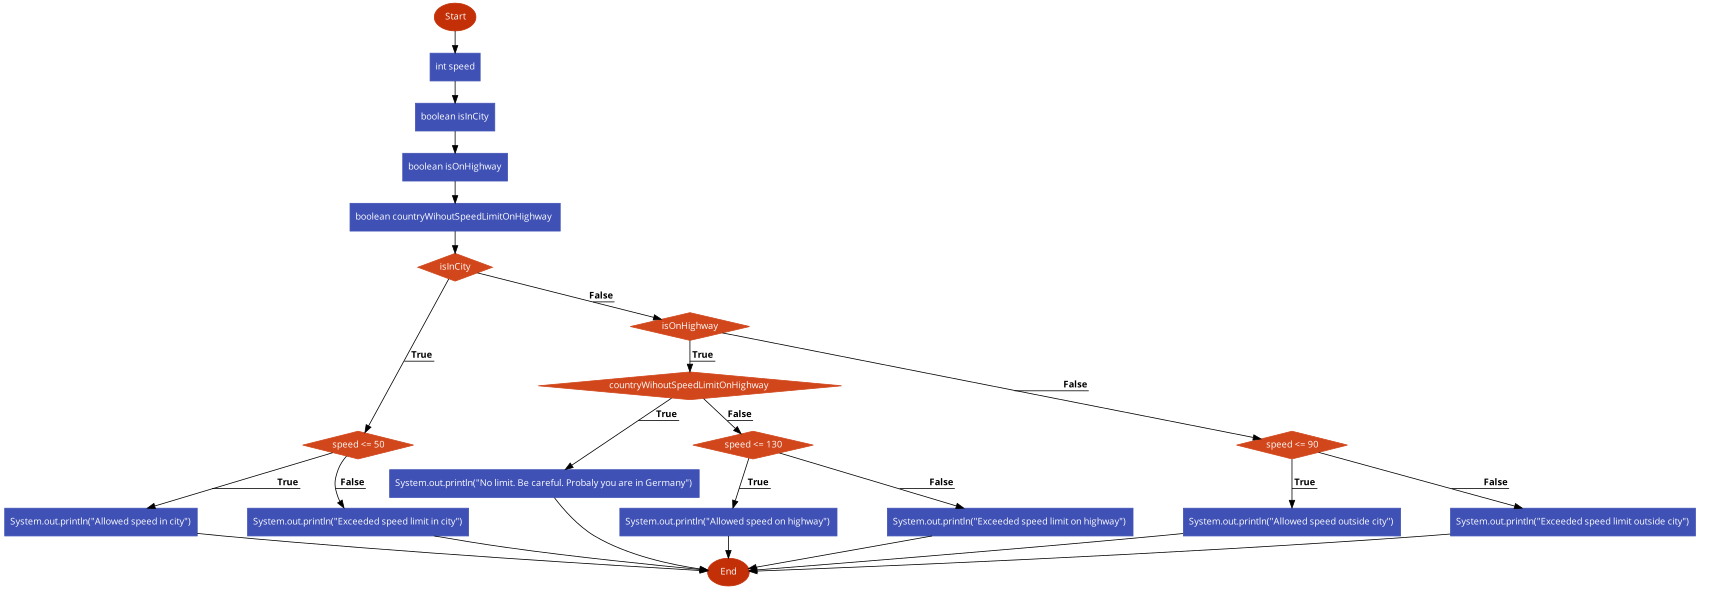 Start
int speed
boolean isInCity
boolean isOnHighway
boolean countryWihoutSpeedLimitOnHighway
isInCity
False
isOnHighway
True
True
False
countryWihoutSpeedLimitOnHighway
True
False
speed <= 50
speed <= 130
speed <= 90
True
False
System.out.println("No limit. Be careful. Probaly you are in Germany")
True
False
True
False
System.out.println("Allowed speed in city")
System.out.println("Exceeded speed limit in city")
System.out.println("Allowed speed on highway")
System.out.println("Exceeded speed limit on highway")
System.out.println("Allowed speed outside city")
System.out.println("Exceeded speed limit outside city")
End